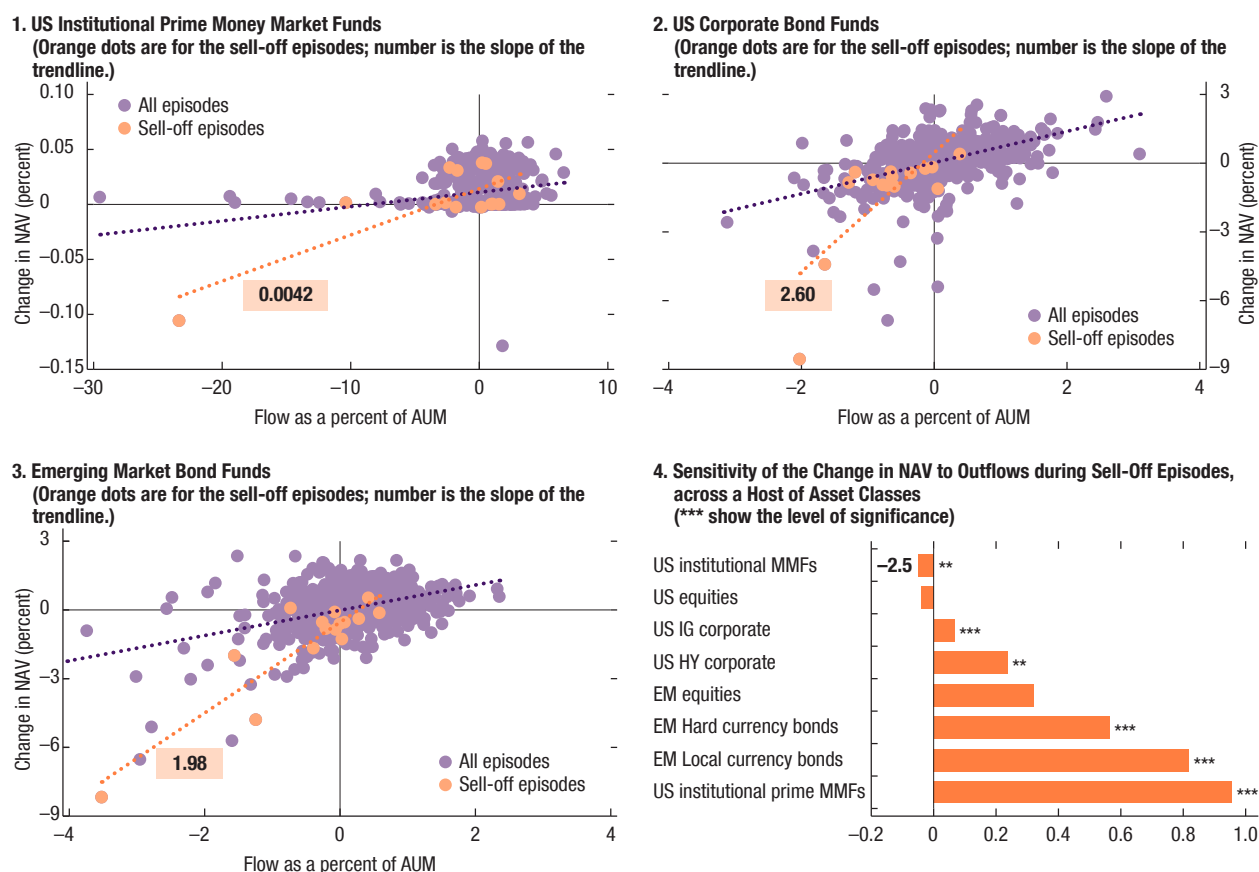 1. US Institutional Prime Money Market Funds
(Orange dots are for the sell-off episodes; number is the slope of the
trendline.)
0.10
0.05
0
−0.05
−0.10
−0.15
Change in NAV (percent)
All episodes
Sell-off episodes
0.0042
−30
−20
−10
0
10
Flow as a percent of AUM
2. US Corporate Bond Funds
(Orange dots are for the sell-off episodes; number is the slope of the
trendline.)
3
0
−3
−6
−9
Change in NAV (percent)
2.60
All episodes
Sell-off episodes
−4
−2
0
2
4
Flow as a percent of AUM
3. Emerging Market Bond Funds
(Orange dots are for the sell-off episodes; number is the slope of the
trendline.)
3
0
−3
−6
−9
Change in NAV (percent)
1.98
All episodes
Sell-off episodes
−4
−2
0
2
4
Flow as a percent of AUM
4. Sensitivity of the Change in NAV to Outflows during Sell-Off Episodes,
across a Host of Asset Classes
(*** show the level of significance)
US institutional MMFs −2.5 **
US equities
US IG corporate ***
US HY corporate **
EM equities
EM Hard currency bonds ***
EM Local currency bonds ***
US institutional prime MMFs ***
−0.2
0
0.2
0.4
0.6
0.8
1.0